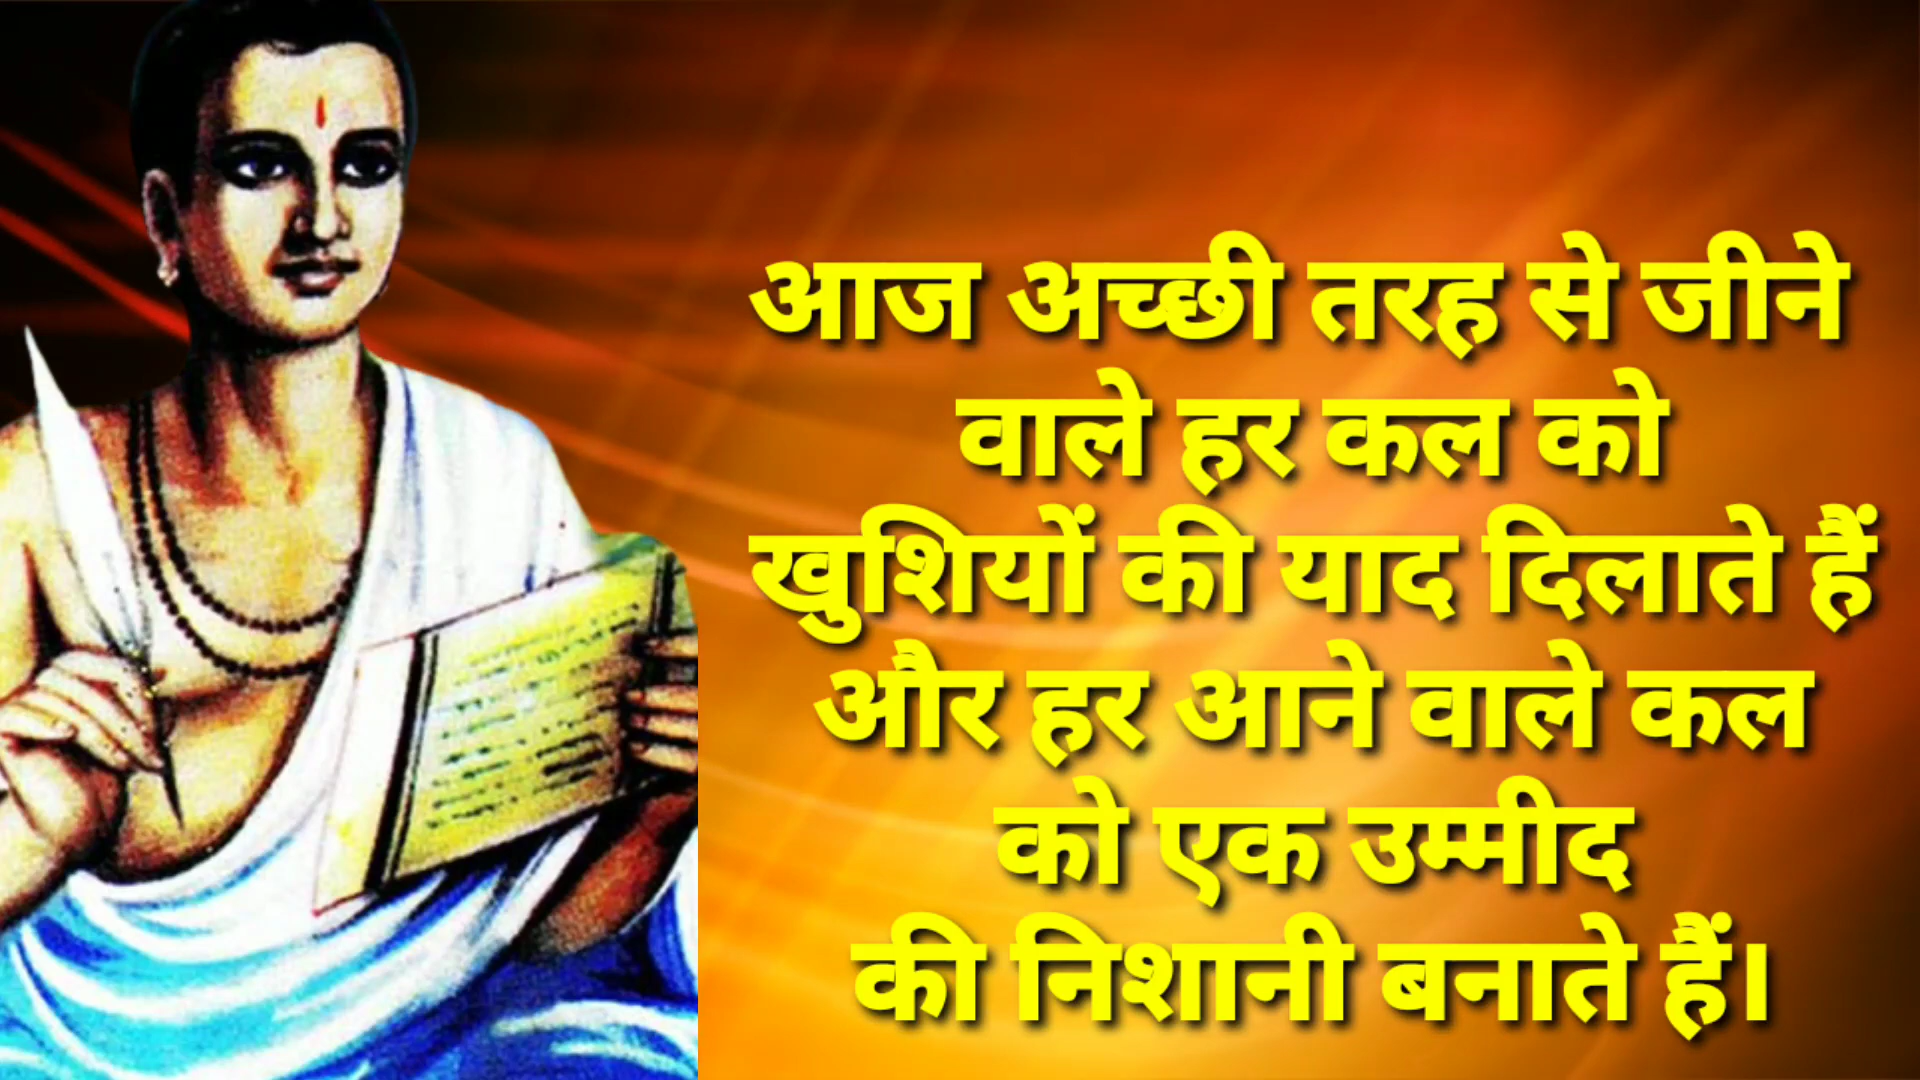 आज अच्छी तरह से जीने
वाले हर कल को
खुशियों की याद दिलाते हैं
और हर आने वाले कल
को एक उम्मीद
की निशानी बनाते हैं।